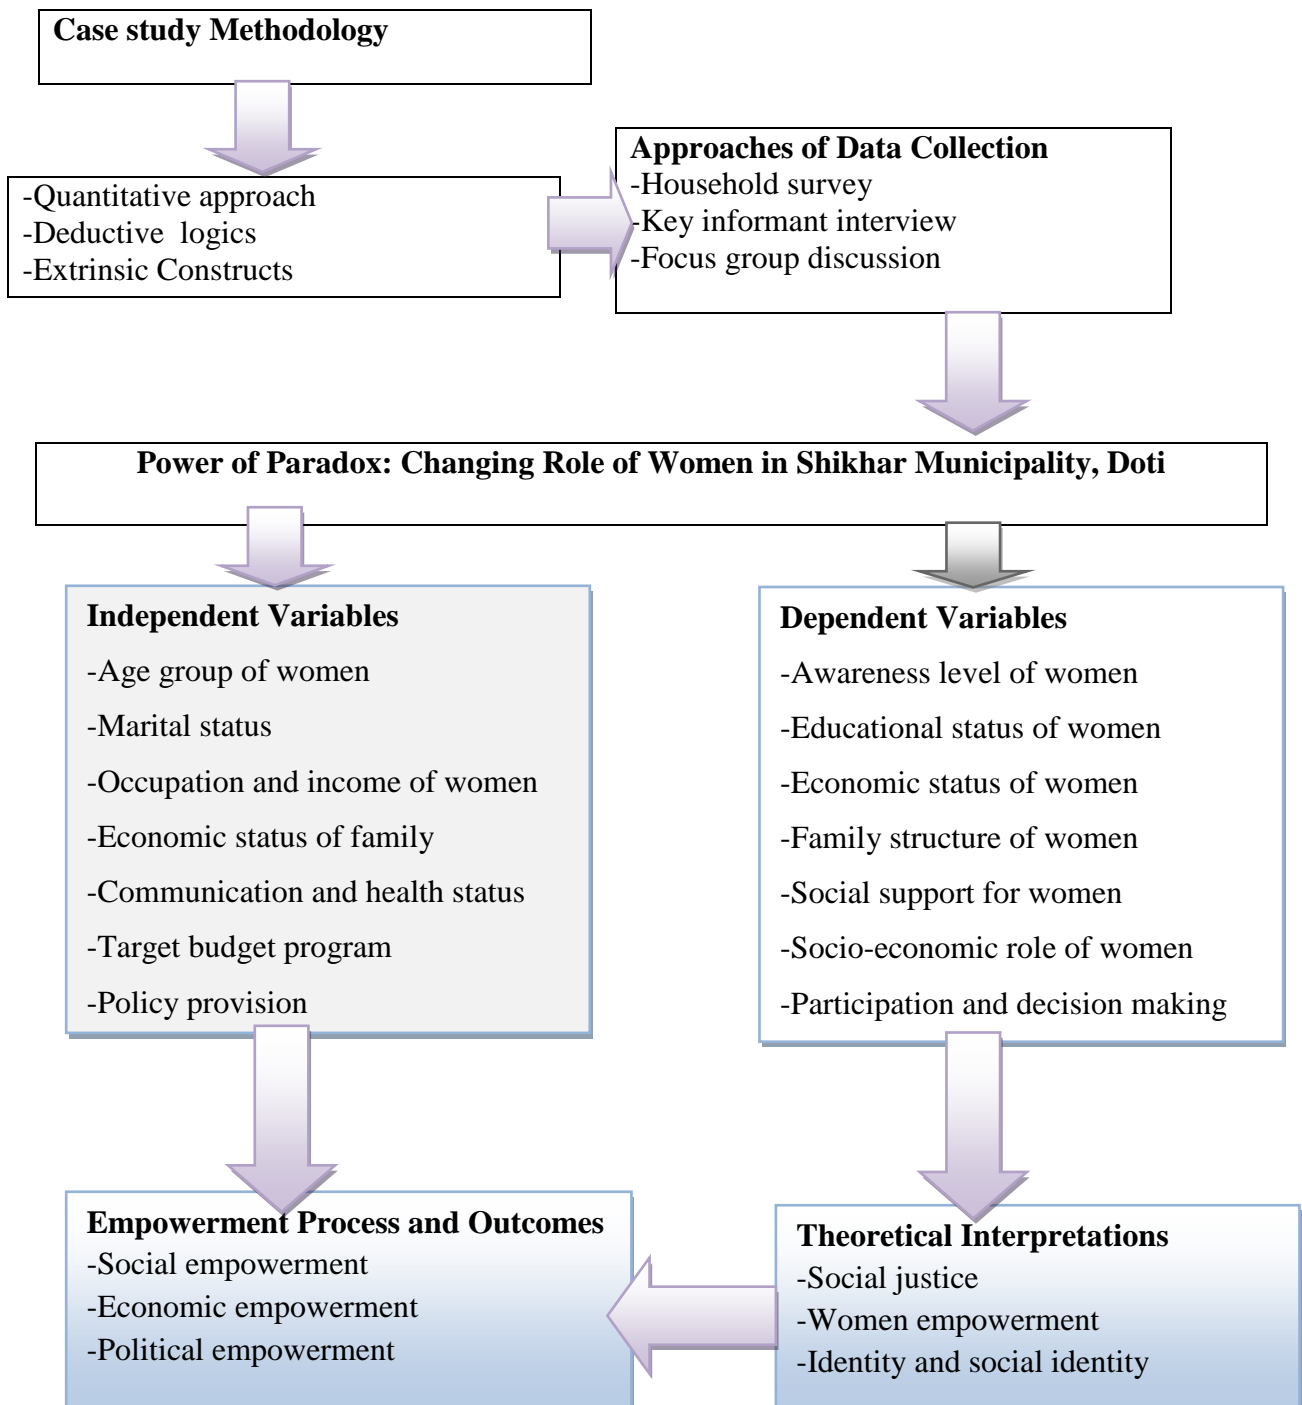 Case study Methodology
-Quantitative approach
-Deductive  logics
-Extrinsic Constructs
Approaches of Data Collection
-Household survey
-Key informant interview
-Focus group discussion
Power of Paradox: Changing Role of Women in Shikhar Municipality, Doti
Independent Variables
-Age group of women
-Marital status
-Occupation and income of women
-Economic status of family
-Communication and health status
-Target budget program
-Policy provision
Dependent Variables
-Awareness level of women
-Educational status of women
-Economic status of women
-Family structure of women
-Social support for women
-Socio-economic role of women
-Participation and decision making
Empowerment Process and Outcomes
-Social empowerment
-Economic empowerment
-Political empowerment
Theoretical Interpretations
-Social justice
-Women empowerment
-Identity and social identity